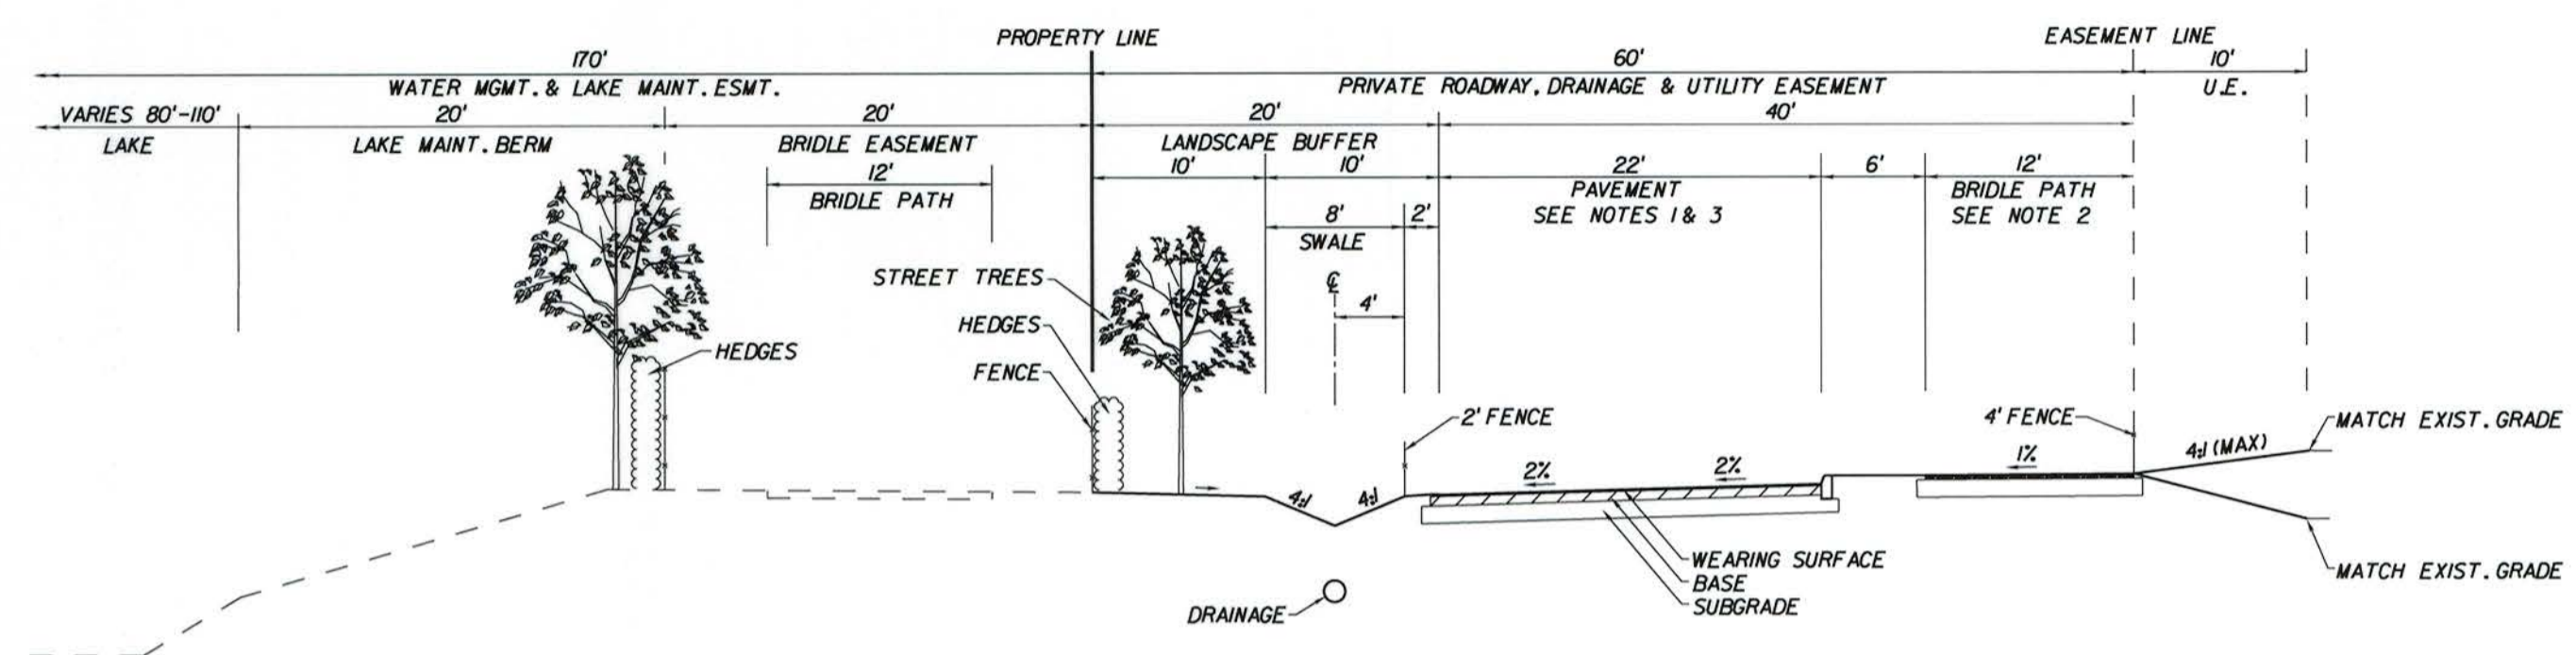 PROPERTY LINE
EASEMENT LINE
170'
60'
10'
WATER MGMT. & LAKE MAINT. ESMT.
PRIVATE ROADWAY, DRAINAGE & UTILITY EASEMENT
U.E.
VARIES 80'-110'
20'
20'
20'
40'
LAKE
LAKE MAINT. BERM
BRIDLE EASEMENT
LANDSCAPE BUFFER
12'
BRIDLE PATH
10'
10'
22'
6'
12'
PAVEMENT
SEE NOTES 1 & 3
BRIDLE PATH
SEE NOTE 2
8'
2'
SWALE
℄
4'
STREET TREES
HEDGES
FENCE
HEDGES
2' FENCE
4' FENCE
MATCH EXIST. GRADE
4:1 (MAX)
2%
2%
1%
4:1
4:1
WEARING SURFACE
BASE
SUBGRADE
DRAINAGE
MATCH EXIST. GRADE